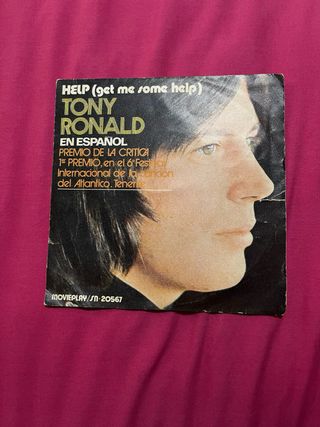 HELP (get me some help)
TONY
RONALD
EN ESPAÑOL
PREMIO DE LA CRITICA
1er PREMIO, en el 6º Festival
Internacional de la Canción
del Atlantico. Tenerife
MOVIEPLAY/SN-20567